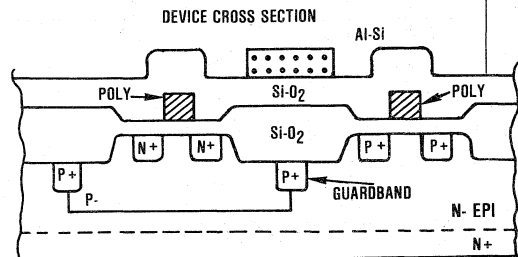 DEVICE CROSS SECTION
Al-Si
POLY
Si-O2
POLY
Si-O2
N+
N+
P+
P+
P+
P+
P-
GUARDBAND
N- EPI
N+